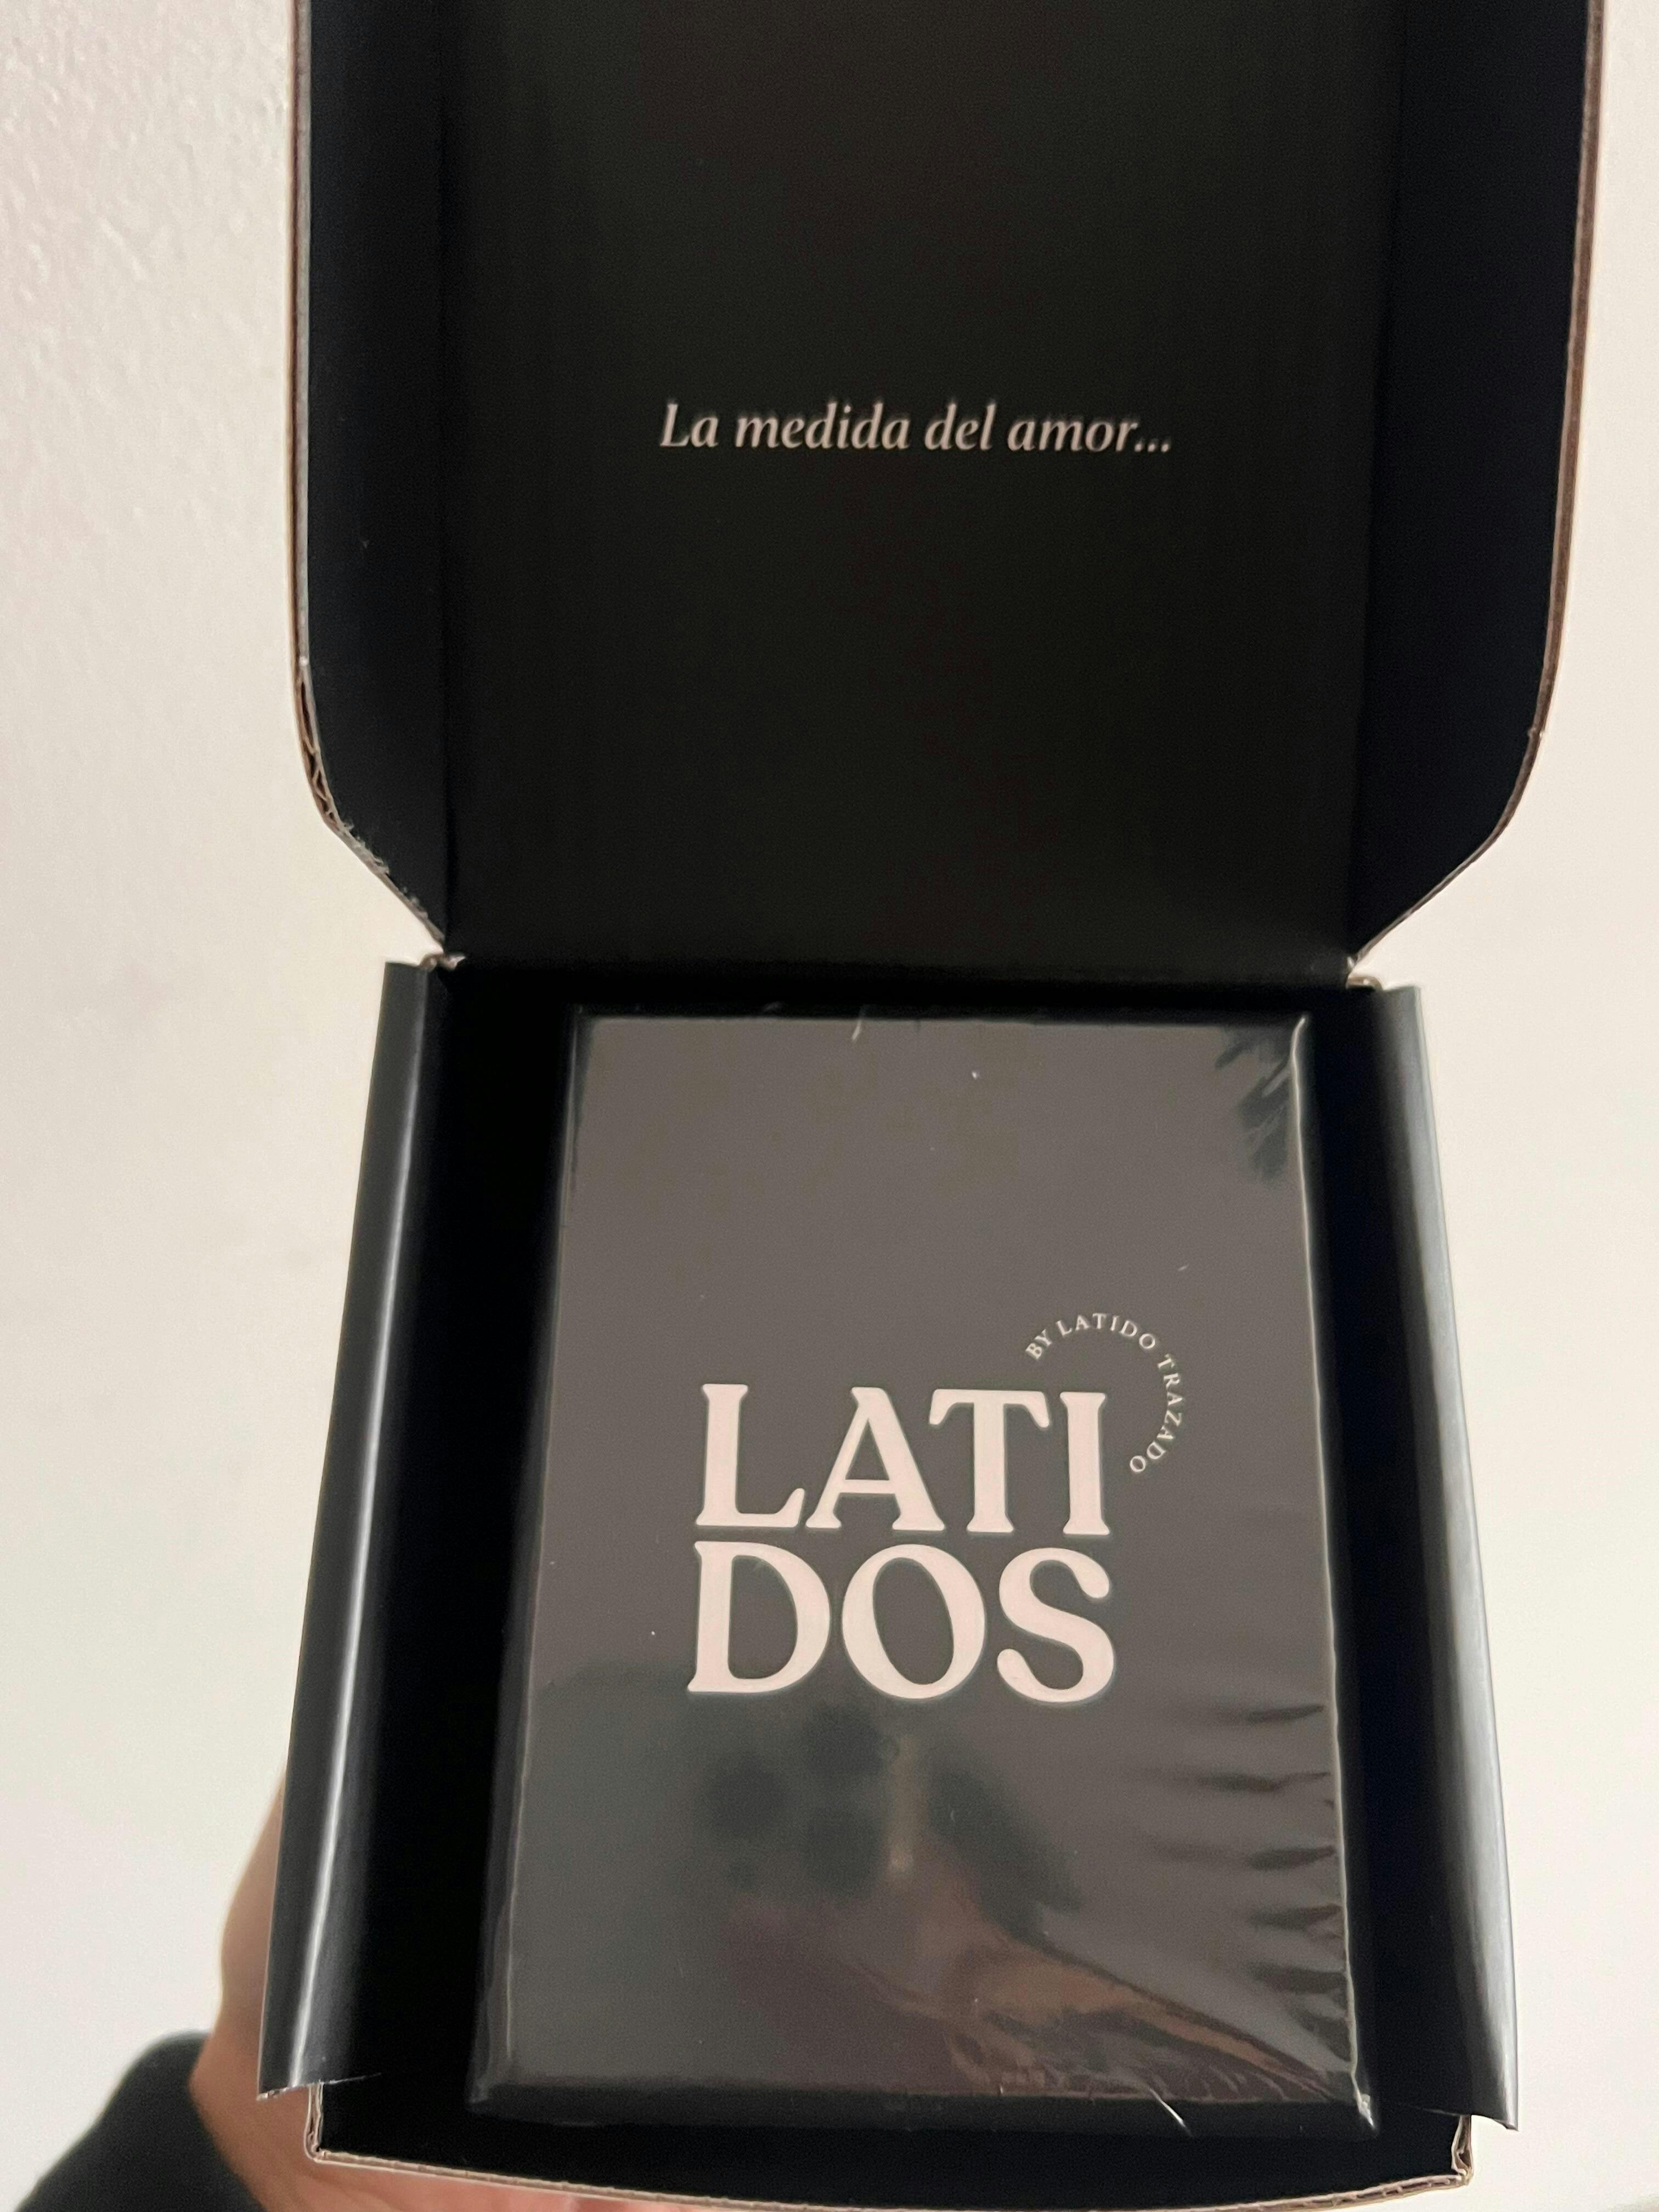 La medida del amor...
BY LATIDO TRAZADO
LATI
DOS